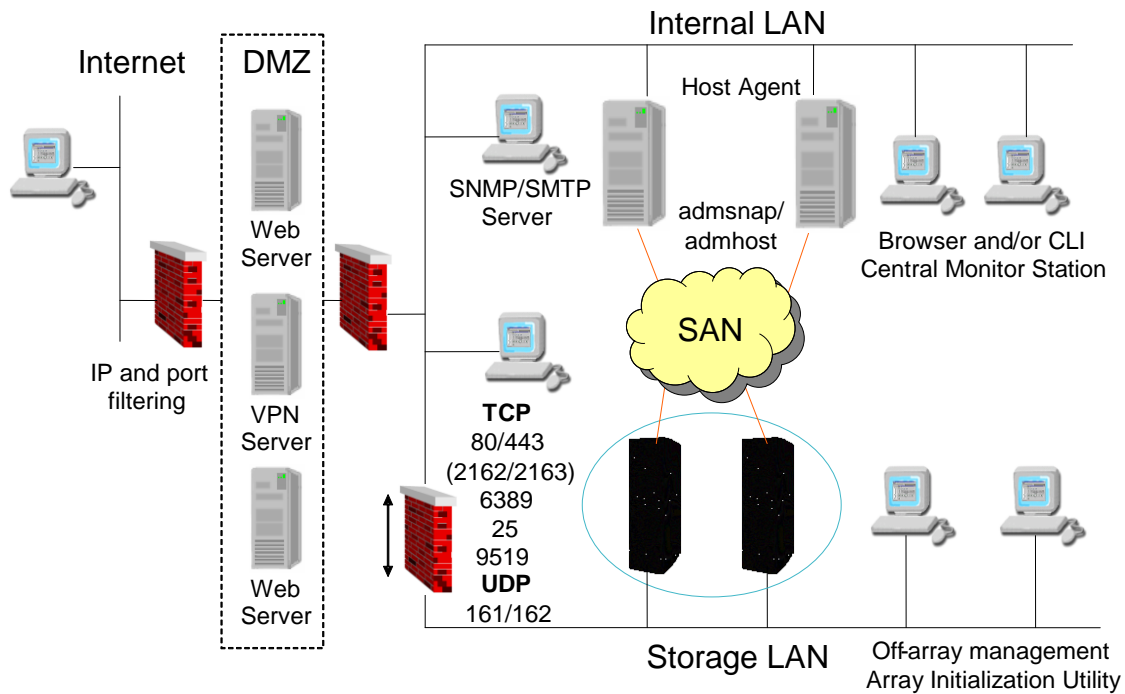 Internal LAN
Internet
DMZ
Host Agent
SNMP/SMTP
Server
Web
Server
admsnap/
admhost
Browser and/or CLI
Central Monitor Station
SAN
IP and port
filtering
VPN
Server
TCP
80/443
(2162/2163)
6389
25
9519
UDP
161/162
Web
Server
Storage LAN
Off-array management
Array Initialization Utility